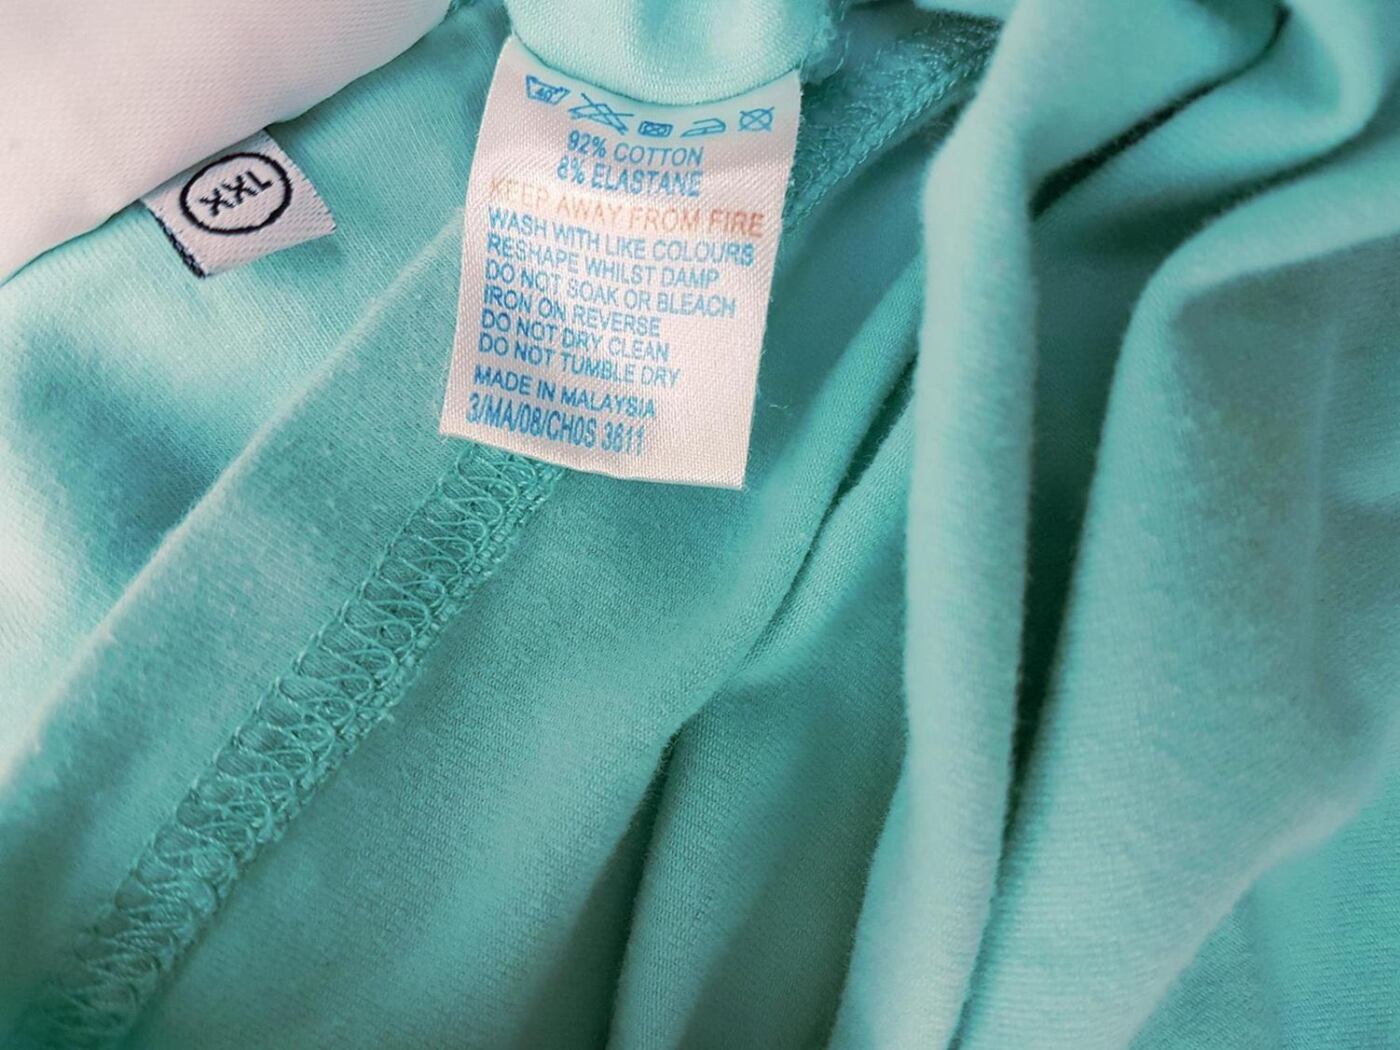 XXL
40
92% COTTON
8% ELASTANE
KEEP AWAY FROM FIRE
WASH WITH LIKE COLOURS
RESHAPE WHILST DAMP
DO NOT SOAK OR BLEACH
IRON ON REVERSE
DO NOT DRY CLEAN
DO NOT TUMBLE DRY
MADE IN MALAYSIA
3/MA/08/CH0S 3611